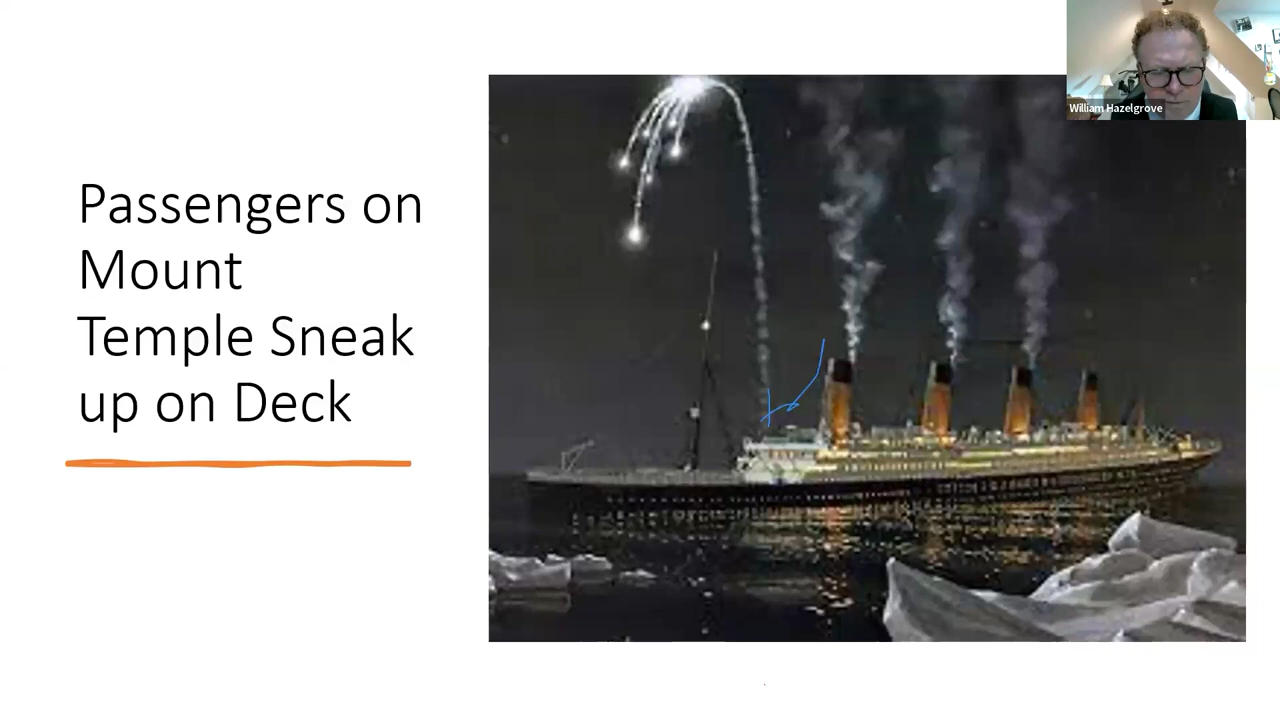 William Hazelgrove
Passengers on
Mount
Temple Sneak
up on Deck